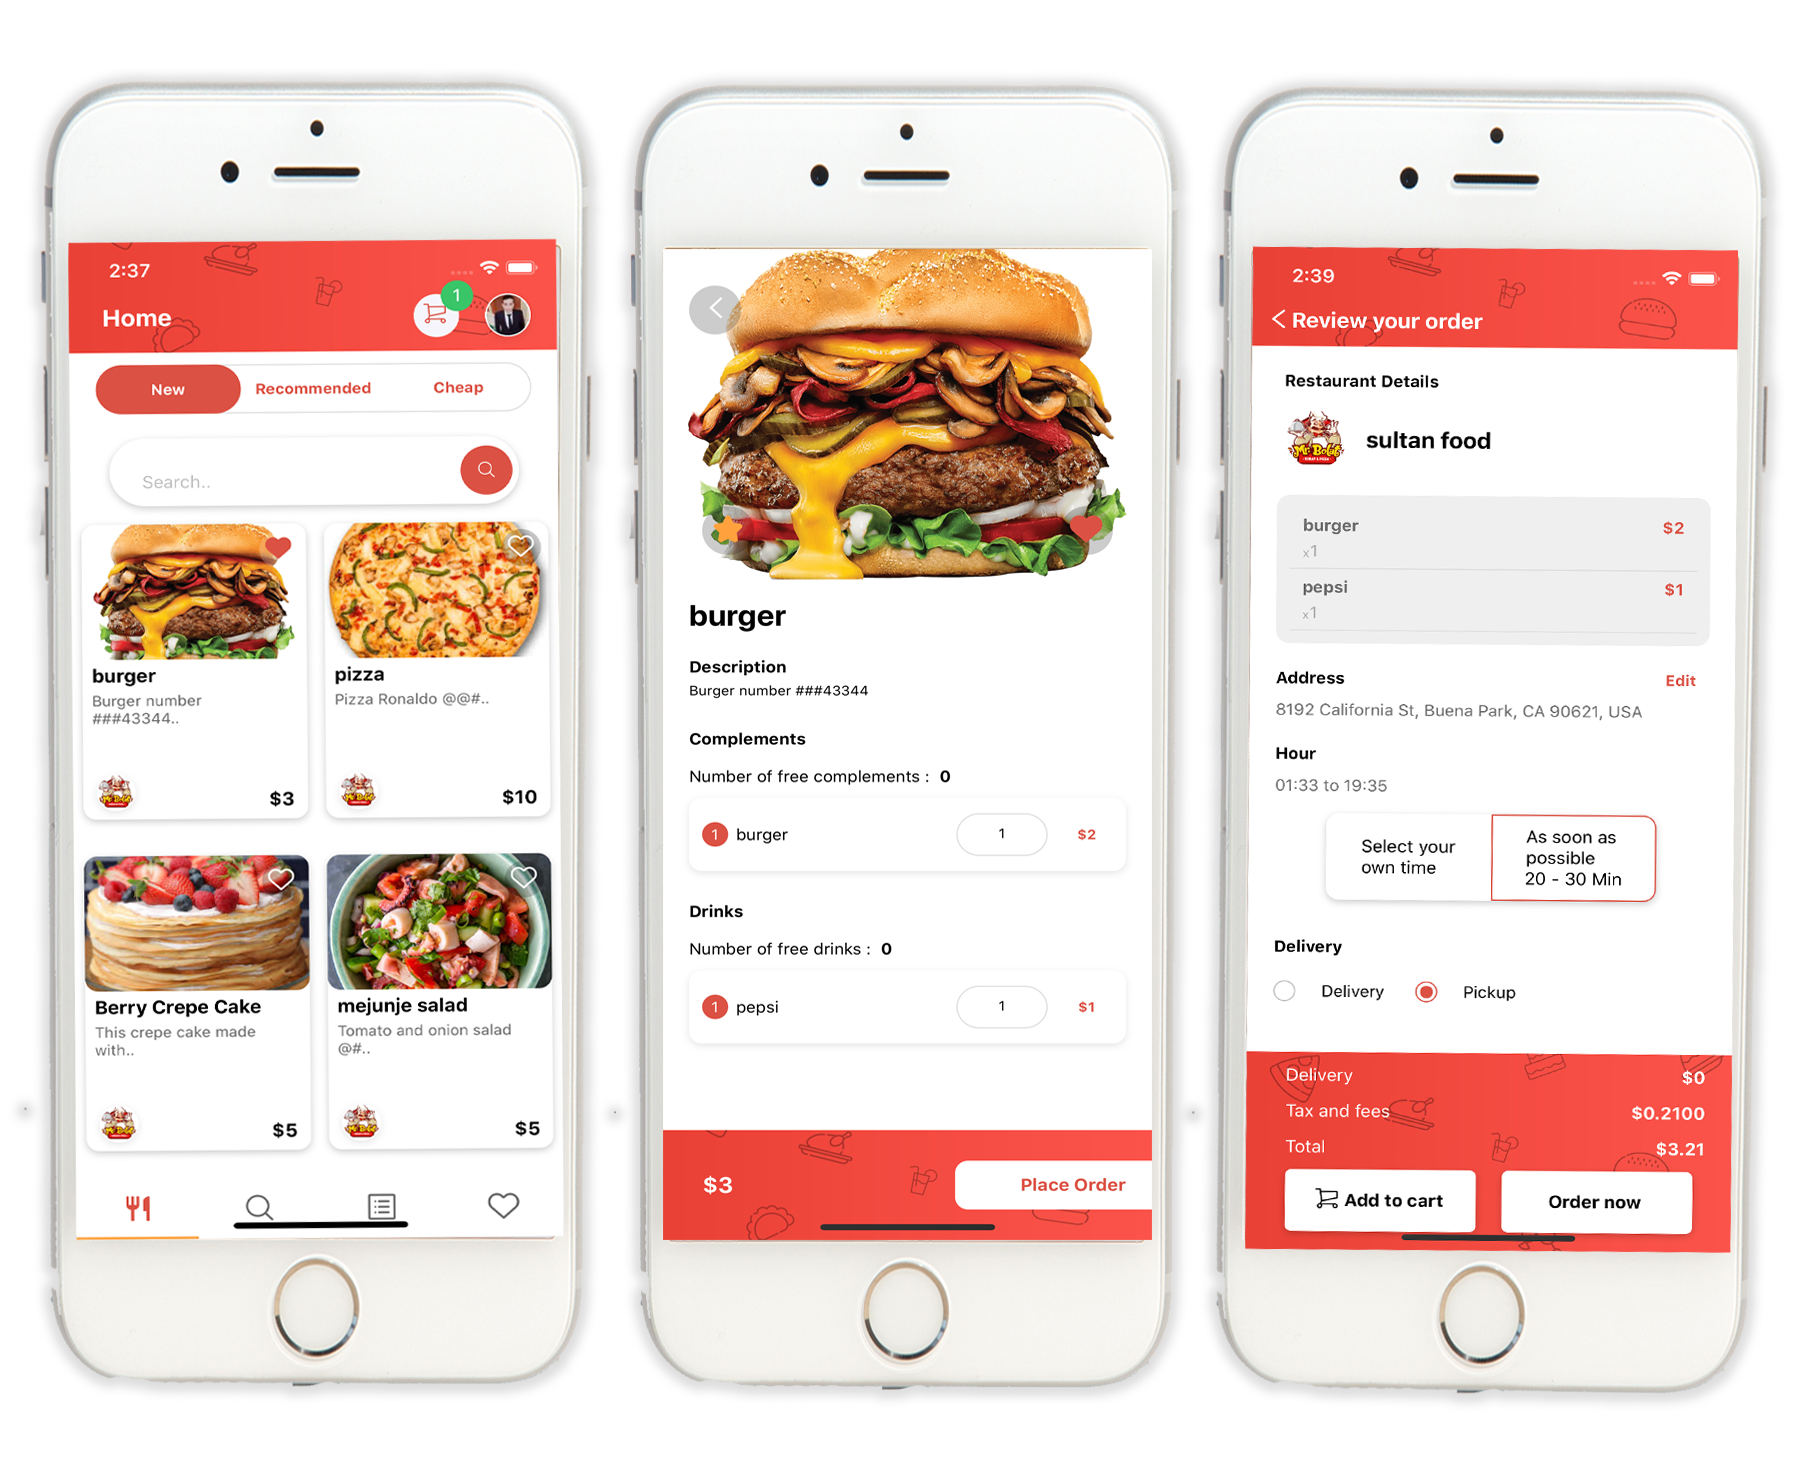 2:37
Home
1
New
Recommended
Cheap
Search..
burger
Burger number
###43344..
$3
pizza
Pizza Ronaldo @@#..
$10
Berry Crepe Cake
This crepe cake made
with..
$5
mejunje salad
Tomato and onion salad
@#..
$5
burger
Description
Burger number ###43344
Complements
Number of free complements : 0
1 burger 1 $2
Drinks
Number of free drinks : 0
1 pepsi 1 $1
$3
Place Order
2:39
Review your order
Restaurant Details
Mr. Bolat
sultan food
burger $2
x1
pepsi $1
x1
Address Edit
8192 California St, Buena Park, CA 90621, USA
Hour
01:33 to 19:35
Select your
own time
As soon as
possible
20 - 30 Min
Delivery
Delivery
Pickup
Delivery $0
Tax and fees $0.2100
Total $3.21
Add to cart
Order now